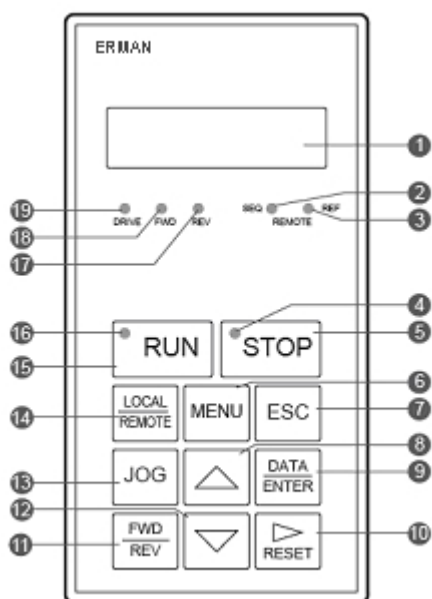 ERMAN
1
2
SEQ REF
19
DRIVE FWD REV REMOTE
3
18
17
4
16
RUN STOP
5
15
6
LOCAL
REMOTE
MENU ESC
7
14
8
JOG
DATA
ENTER
9
13
12
10
FWD
REV
RESET
11